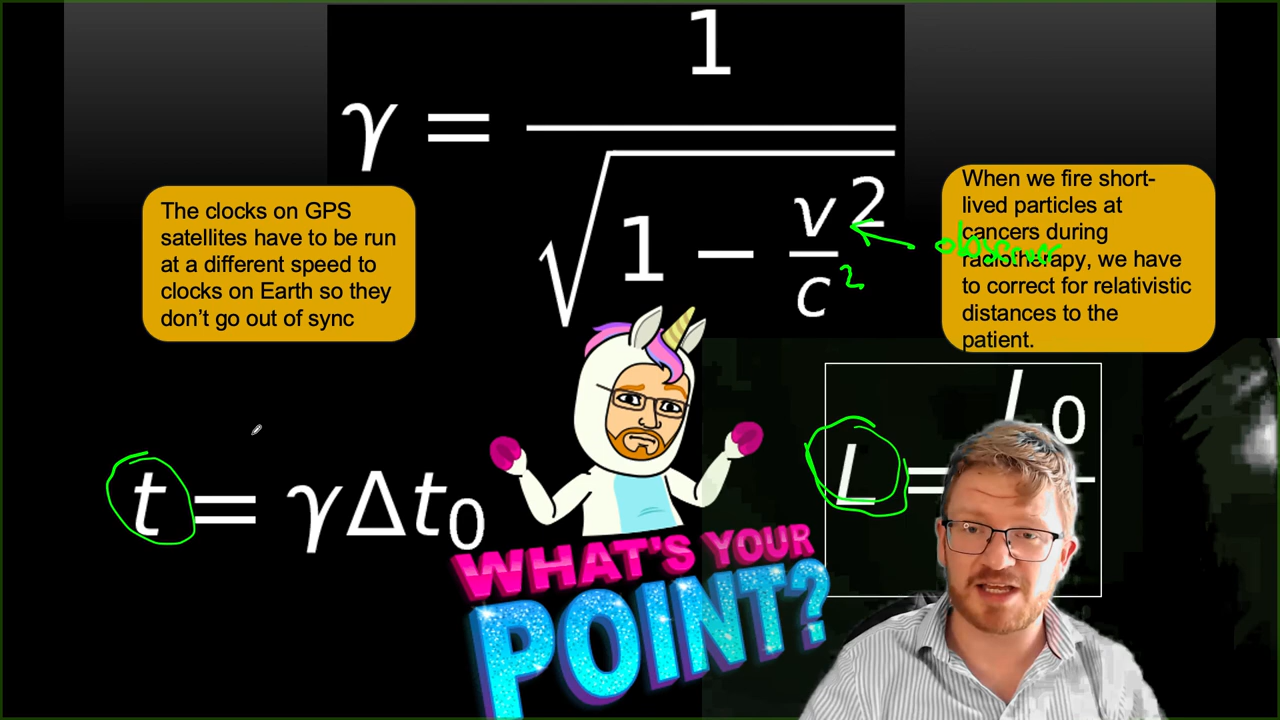 γ = 1 / √(1 − v²/c²)
The clocks on GPS
satellites have to be run
at a different speed to
clocks on Earth so they
don't go out of sync
When we fire short-
lived particles at
cancers during
radiotherapy, we have
to correct for relativistic
distances to the
patient.
t = γΔt₀
L = L₀
WHAT'S YOUR
POINT?